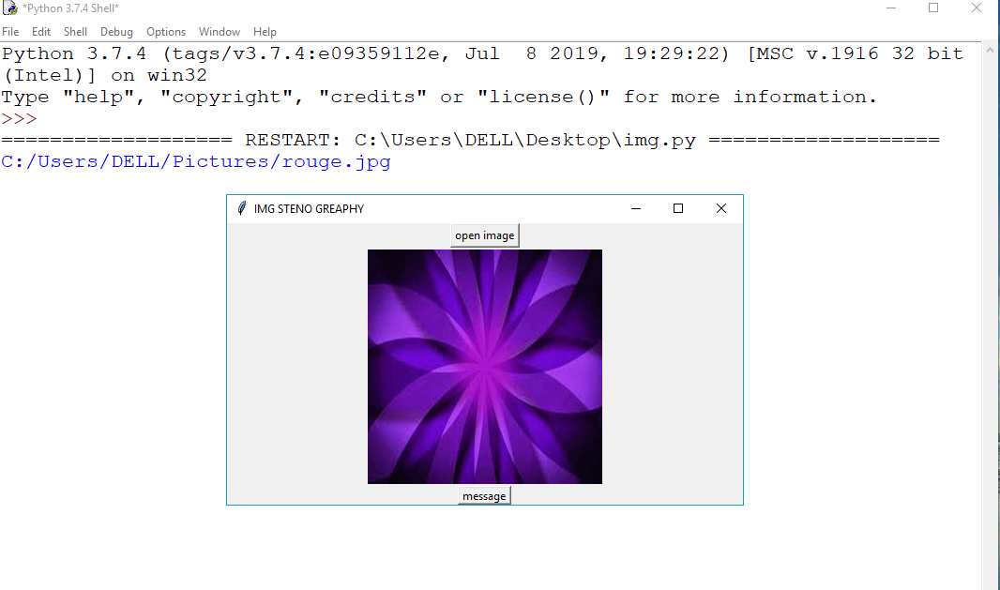 *Python 3.7.4 Shell*
File Edit Shell Debug Options Window Help
Python 3.7.4 (tags/v3.7.4:e09359112e, Jul  8 2019, 19:29:22) [MSC v.1916 32 bit
(Intel)] on win32
Type "help", "copyright", "credits" or "license()" for more information.
>>>
=================== RESTART: C:\Users\DELL\Desktop\img.py ===================
C:/Users/DELL/Pictures/rouge.jpg
IMG STENO GREAPHY
open image
message